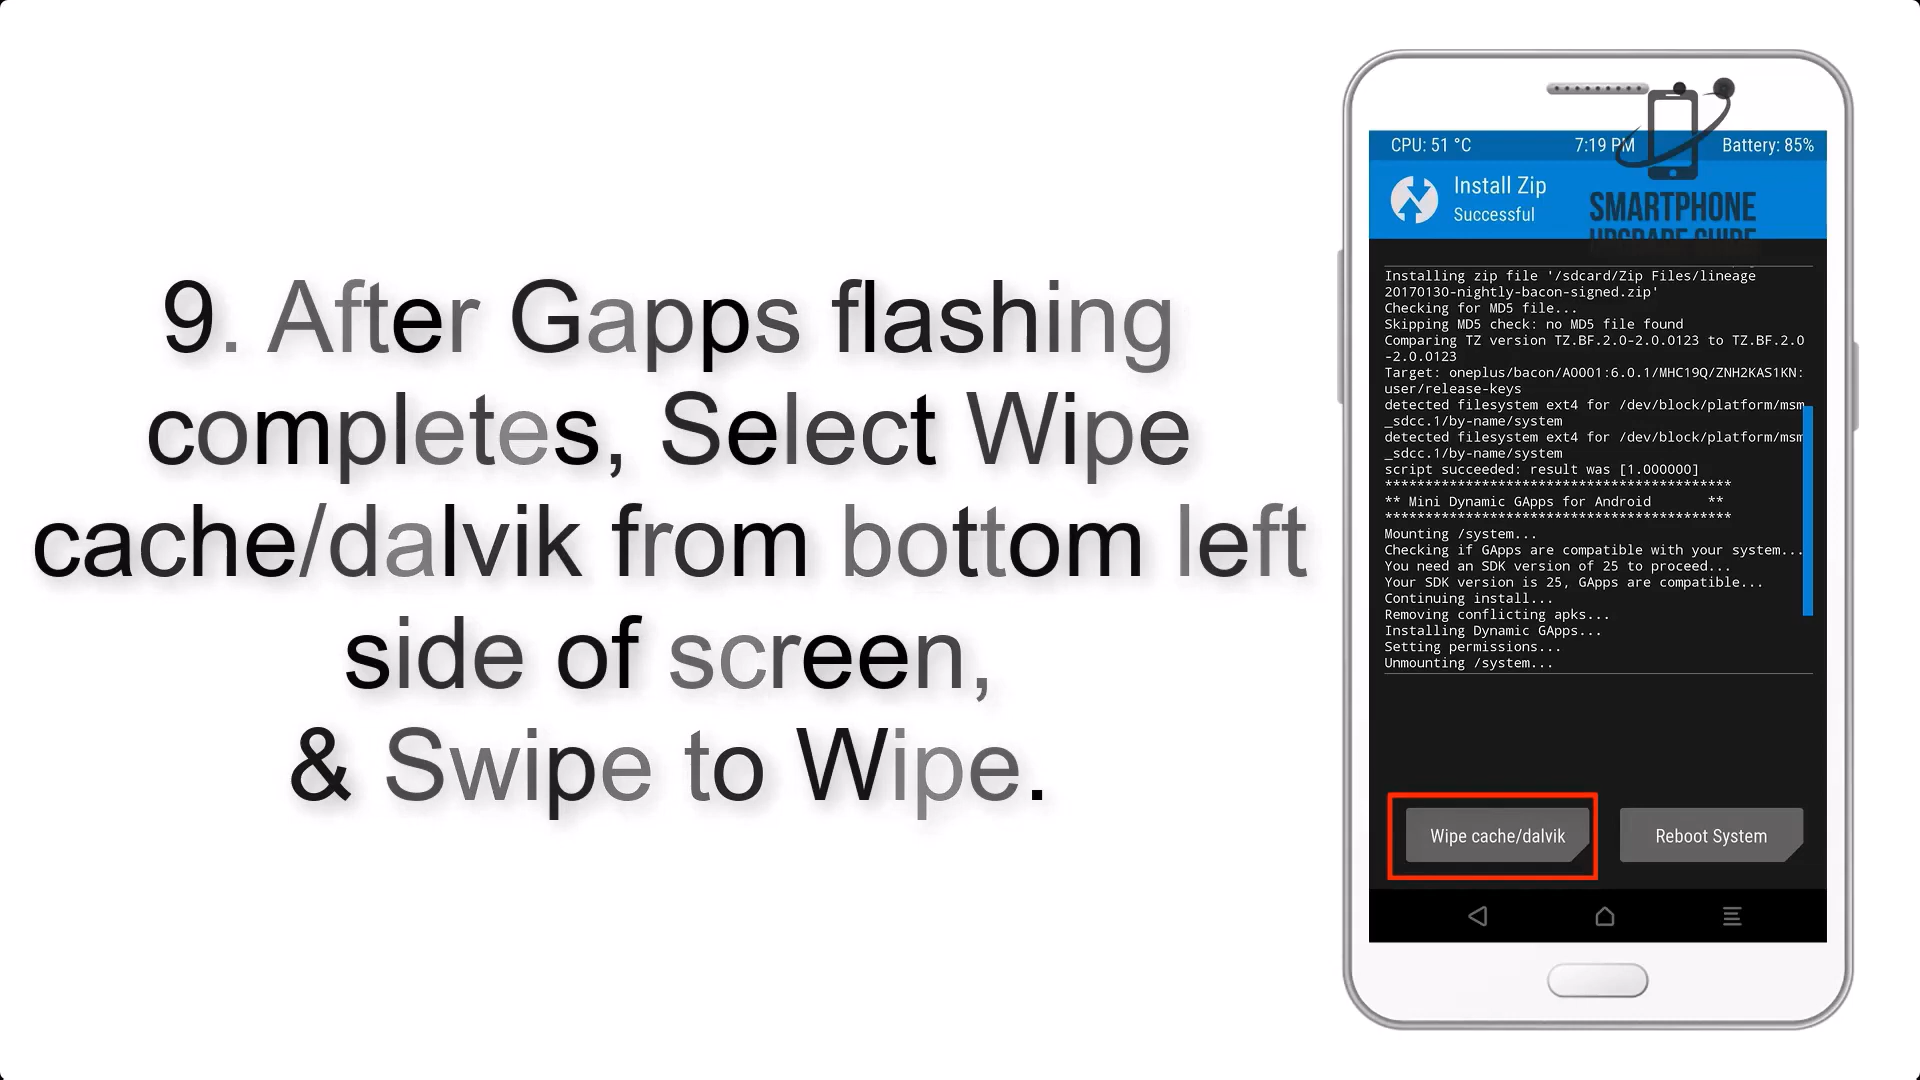 9. After Gapps flashing
completes, Select Wipe
cache/dalvik from bottom left
side of screen,
& Swipe to Wipe.
CPU: 51 °C 7:19 PM Battery: 85%
Install Zip
Successful
SMARTPHONE
UPGRADE GUIDE
Installing zip file '/sdcard/Zip Files/lineage
20170130-nightly-bacon-signed.zip'
Checking for MD5 file...
Skipping MD5 check: no MD5 file found
Comparing TZ version TZ.BF.2.0-2.0.0123 to TZ.BF.2.0
-2.0.0123
Target: oneplus/bacon/A0001:6.0.1/MHC19Q/ZNH2KAS1KN:
user/release-keys
detected filesystem ext4 for /dev/block/platform/msm
_sdcc.1/by-name/system
detected filesystem ext4 for /dev/block/platform/msm
_sdcc.1/by-name/system
script succeeded: result was [1.000000]
******************************************
** Mini Dynamic GApps for Android **
******************************************
Mounting /system...
Checking if GApps are compatible with your system...
You need an SDK version of 25 to proceed...
Your SDK version is 25, GApps are compatible...
Continuing install...
Removing conflicting apks...
Installing Dynamic GApps...
Setting permissions...
Unmounting /system...
Wipe cache/dalvik
Reboot System